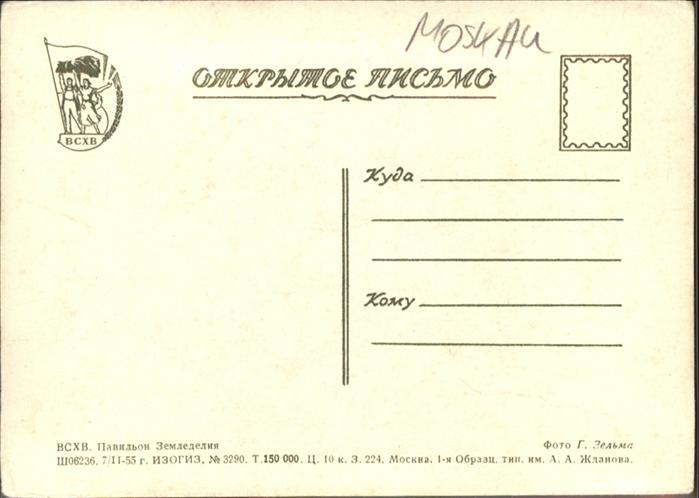 MOSKAU
ОТКРЫТОЕ ПИСЬМО
ВСХВ
Куда
Кому
ВСХВ. Павильон Земледелия
Фото Г. Зельма
Ш06236. 7/II-55 г. ИЗОГИЗ. № 3290. Т. 150 000. Ц. 10 к. З. 224. Москва. 1-я Образц. тип. им. А. А. Жданова.